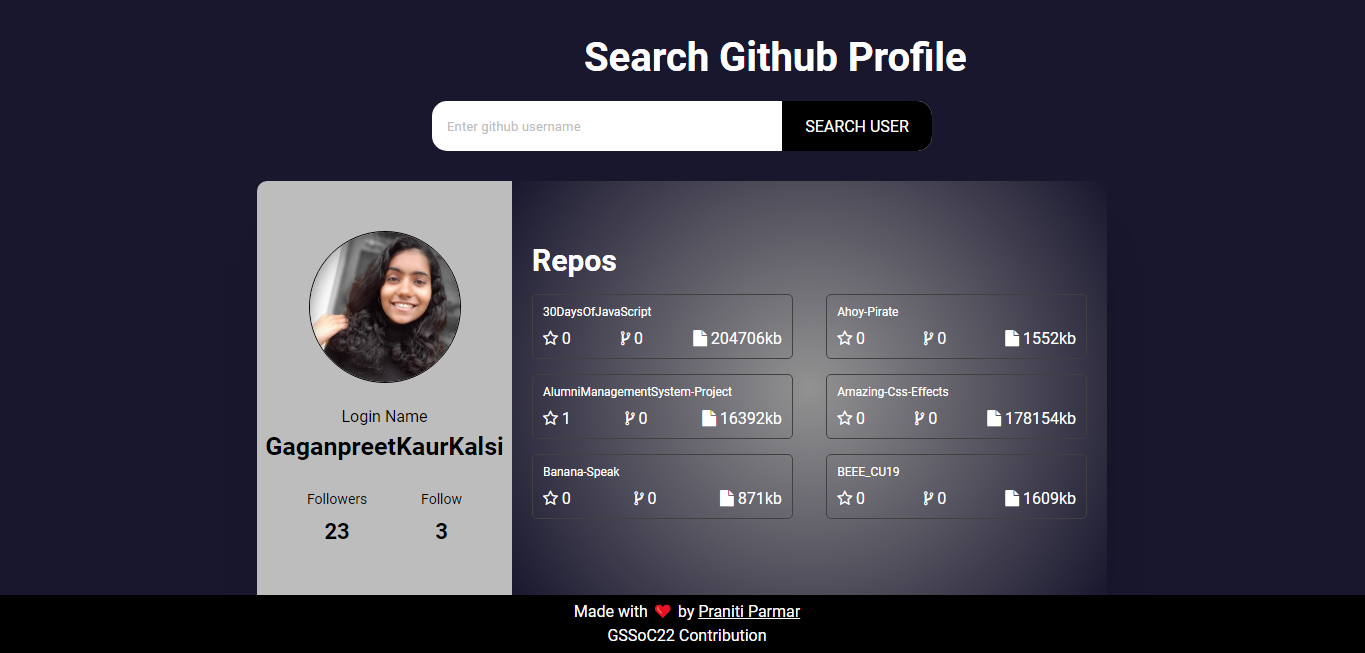 Search Github Profile
Enter github username
SEARCH USER
Login Name
GaganpreetKaurKalsi
Followers Follow
23 3
Repos
30DaysOfJavaScript
0 0 204706kb
Ahoy-Pirate
0 0 1552kb
AlumniManagementSystem-Project
1 0 16392kb
Amazing-Css-Effects
0 0 178154kb
Banana-Speak
0 0 871kb
BEEE_CU19
0 0 1609kb
Made with ❤ by Praniti Parmar
GSSoC22 Contribution